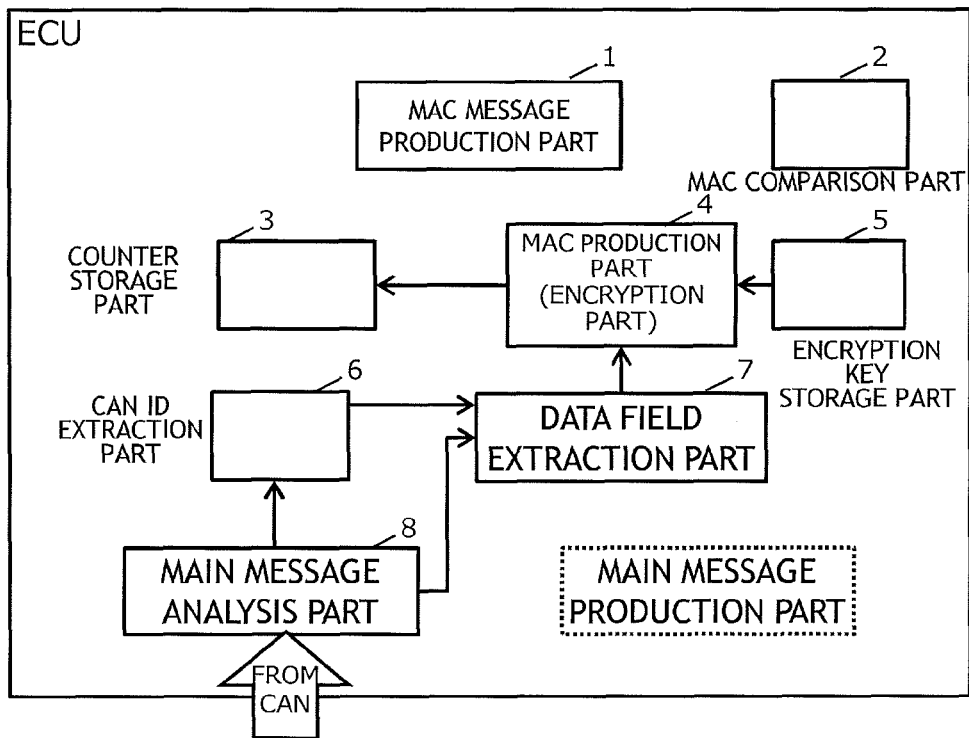 ECU
1
MAC MESSAGE
PRODUCTION PART
2
MAC COMPARISON PART
3
COUNTER
STORAGE
PART
4
MAC PRODUCTION
PART
(ENCRYPTION
PART)
5
ENCRYPTION
KEY
STORAGE PART
6
CAN ID
EXTRACTION
PART
7
DATA FIELD
EXTRACTION PART
8
MAIN MESSAGE
ANALYSIS PART
MAIN MESSAGE
PRODUCTION PART
FROM
CAN